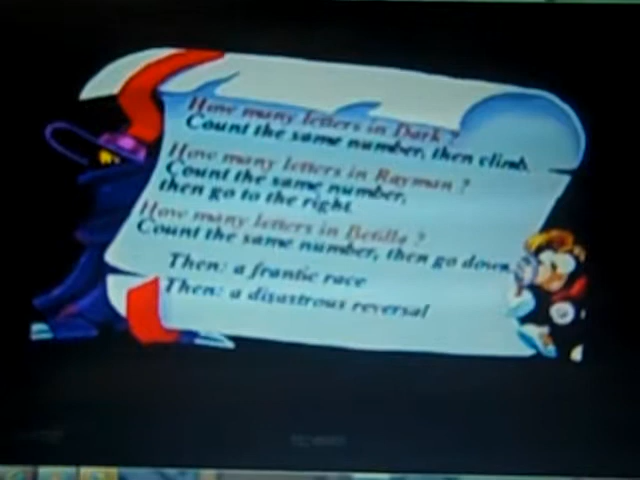 How many letters in Dark ?
Count the same number, then climb.
How many letters in Rayman ?
Count the same number,
then go to the right.
How many letters in Betilla ?
Count the same number, then go down.
Then: a frantic race
Then: a disastrous reversal